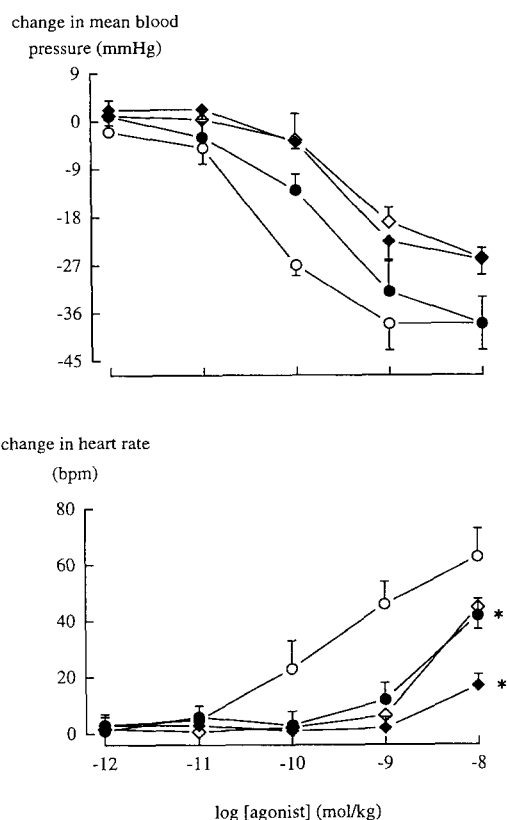 change in mean blood
pressure (mmHg)
9
0
-9
-18
-27
-36
-45
change in heart rate
(bpm)
80
60
40
20
0
*
*
-12 -11 -10 -9 -8
log [agonist] (mol/kg)